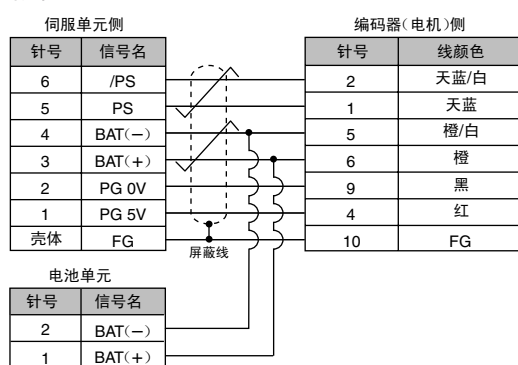 伺服单元侧 编码器(电机)侧
针号 信号名 针号 线颜色
6 /PS 2 天蓝/白
5 PS 1 天蓝
4 BAT(−) 5 橙/白
3 BAT(+) 6 橙
2 PG 0V 9 黑
1 PG 5V 4 红
壳体 FG 10 FG
屏蔽线
电池单元
针号 信号名
2 BAT(−)
1 BAT(+)